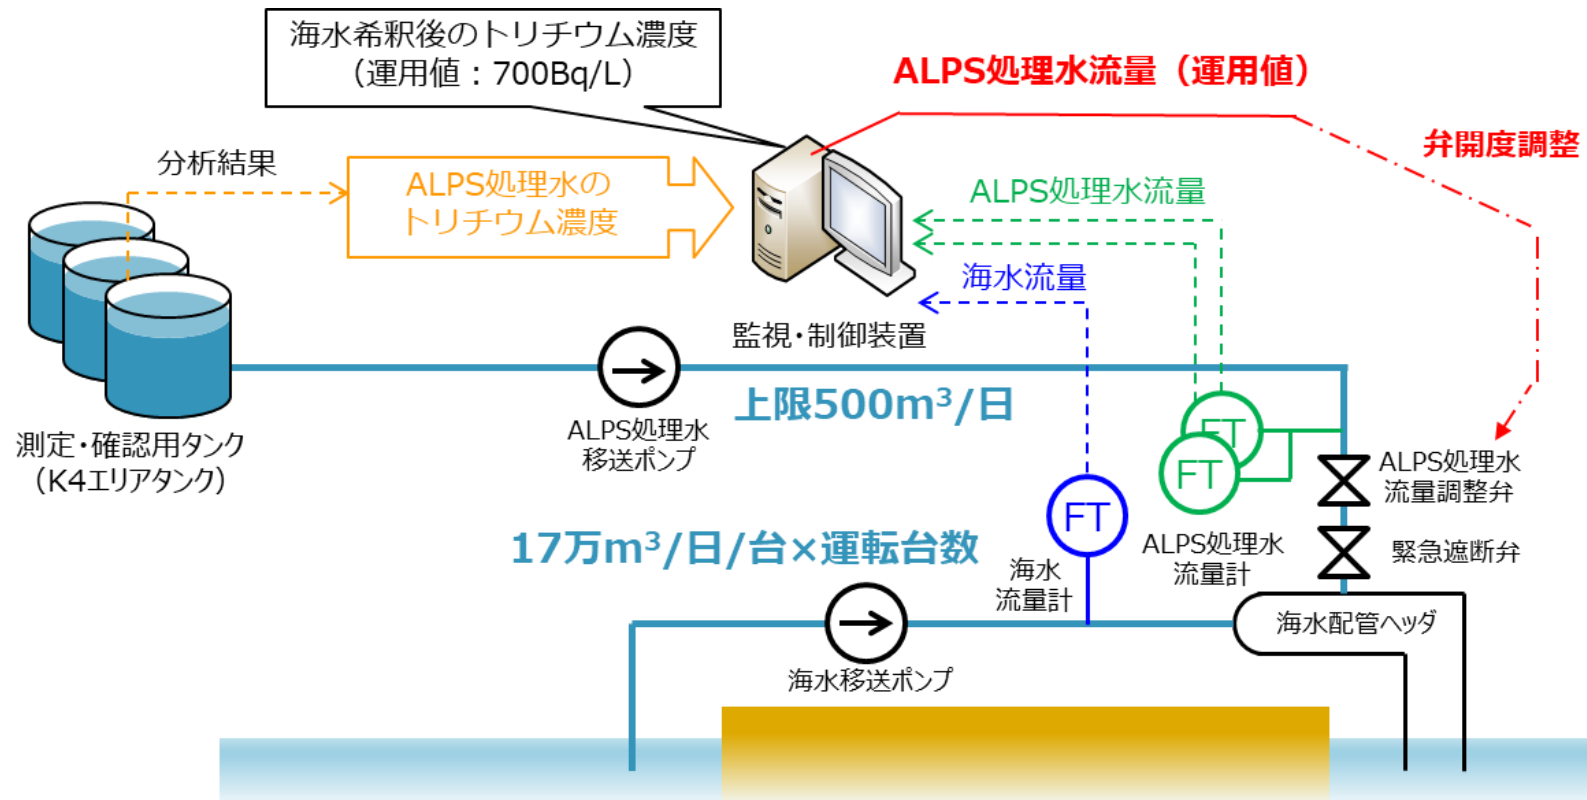 海水希釈後のトリチウム濃度
（運用値：700Bq/L）
ALPS処理水流量（運用値）
弁開度調整
分析結果
ALPS処理水の
トリチウム濃度
ALPS処理水流量
海水流量
監視・制御装置
上限500m³/日
ALPS処理水
移送ポンプ
測定・確認用タンク
（K4エリアタンク）
FT
FT
ALPS処理水
流量調整弁
FT
17万m³/日/台×運転台数
ALPS処理水
流量計
緊急遮断弁
海水
流量計
海水配管ヘッダ
海水移送ポンプ